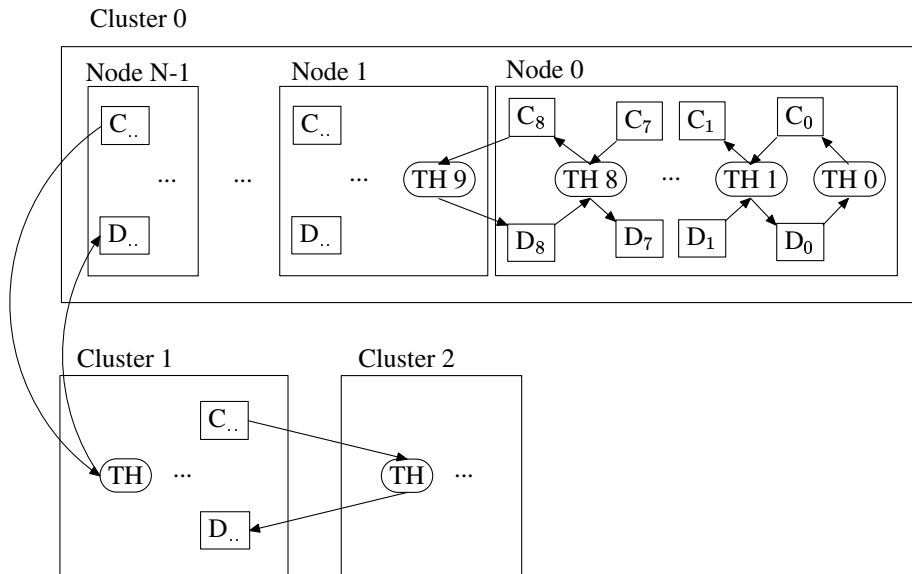 Cluster 0
Node N-1 Node 1 Node 0
C.. C.. C₈ C₇ C₁ C₀
... ... ... TH 9 TH 8 ... TH 1 TH 0
D.. D.. D₈ D₇ D₁ D₀
Cluster 1 Cluster 2
C..
TH ... TH ...
D..